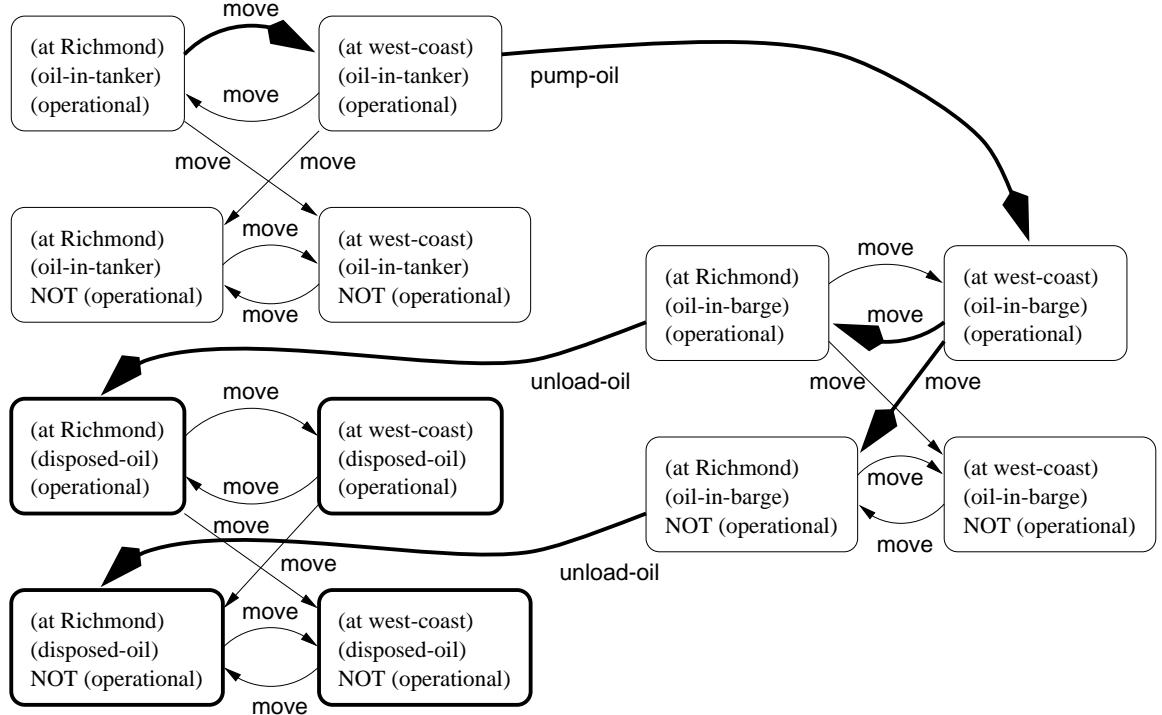 move
(at Richmond)
(oil-in-tanker)
(operational)
(at west-coast)
(oil-in-tanker)
(operational)
move
pump-oil
move
move
(at Richmond)
(oil-in-tanker)
NOT (operational)
move
(at west-coast)
(oil-in-tanker)
NOT (operational)
move
(at Richmond)
(oil-in-barge)
(operational)
move
(at west-coast)
(oil-in-barge)
(operational)
move
unload-oil
move
move
(at Richmond)
(disposed-oil)
(operational)
move
(at west-coast)
(disposed-oil)
(operational)
move
(at Richmond)
(oil-in-barge)
NOT (operational)
move
(at west-coast)
(oil-in-barge)
NOT (operational)
move
move
move
unload-oil
(at Richmond)
(disposed-oil)
NOT (operational)
move
(at west-coast)
(disposed-oil)
NOT (operational)
move